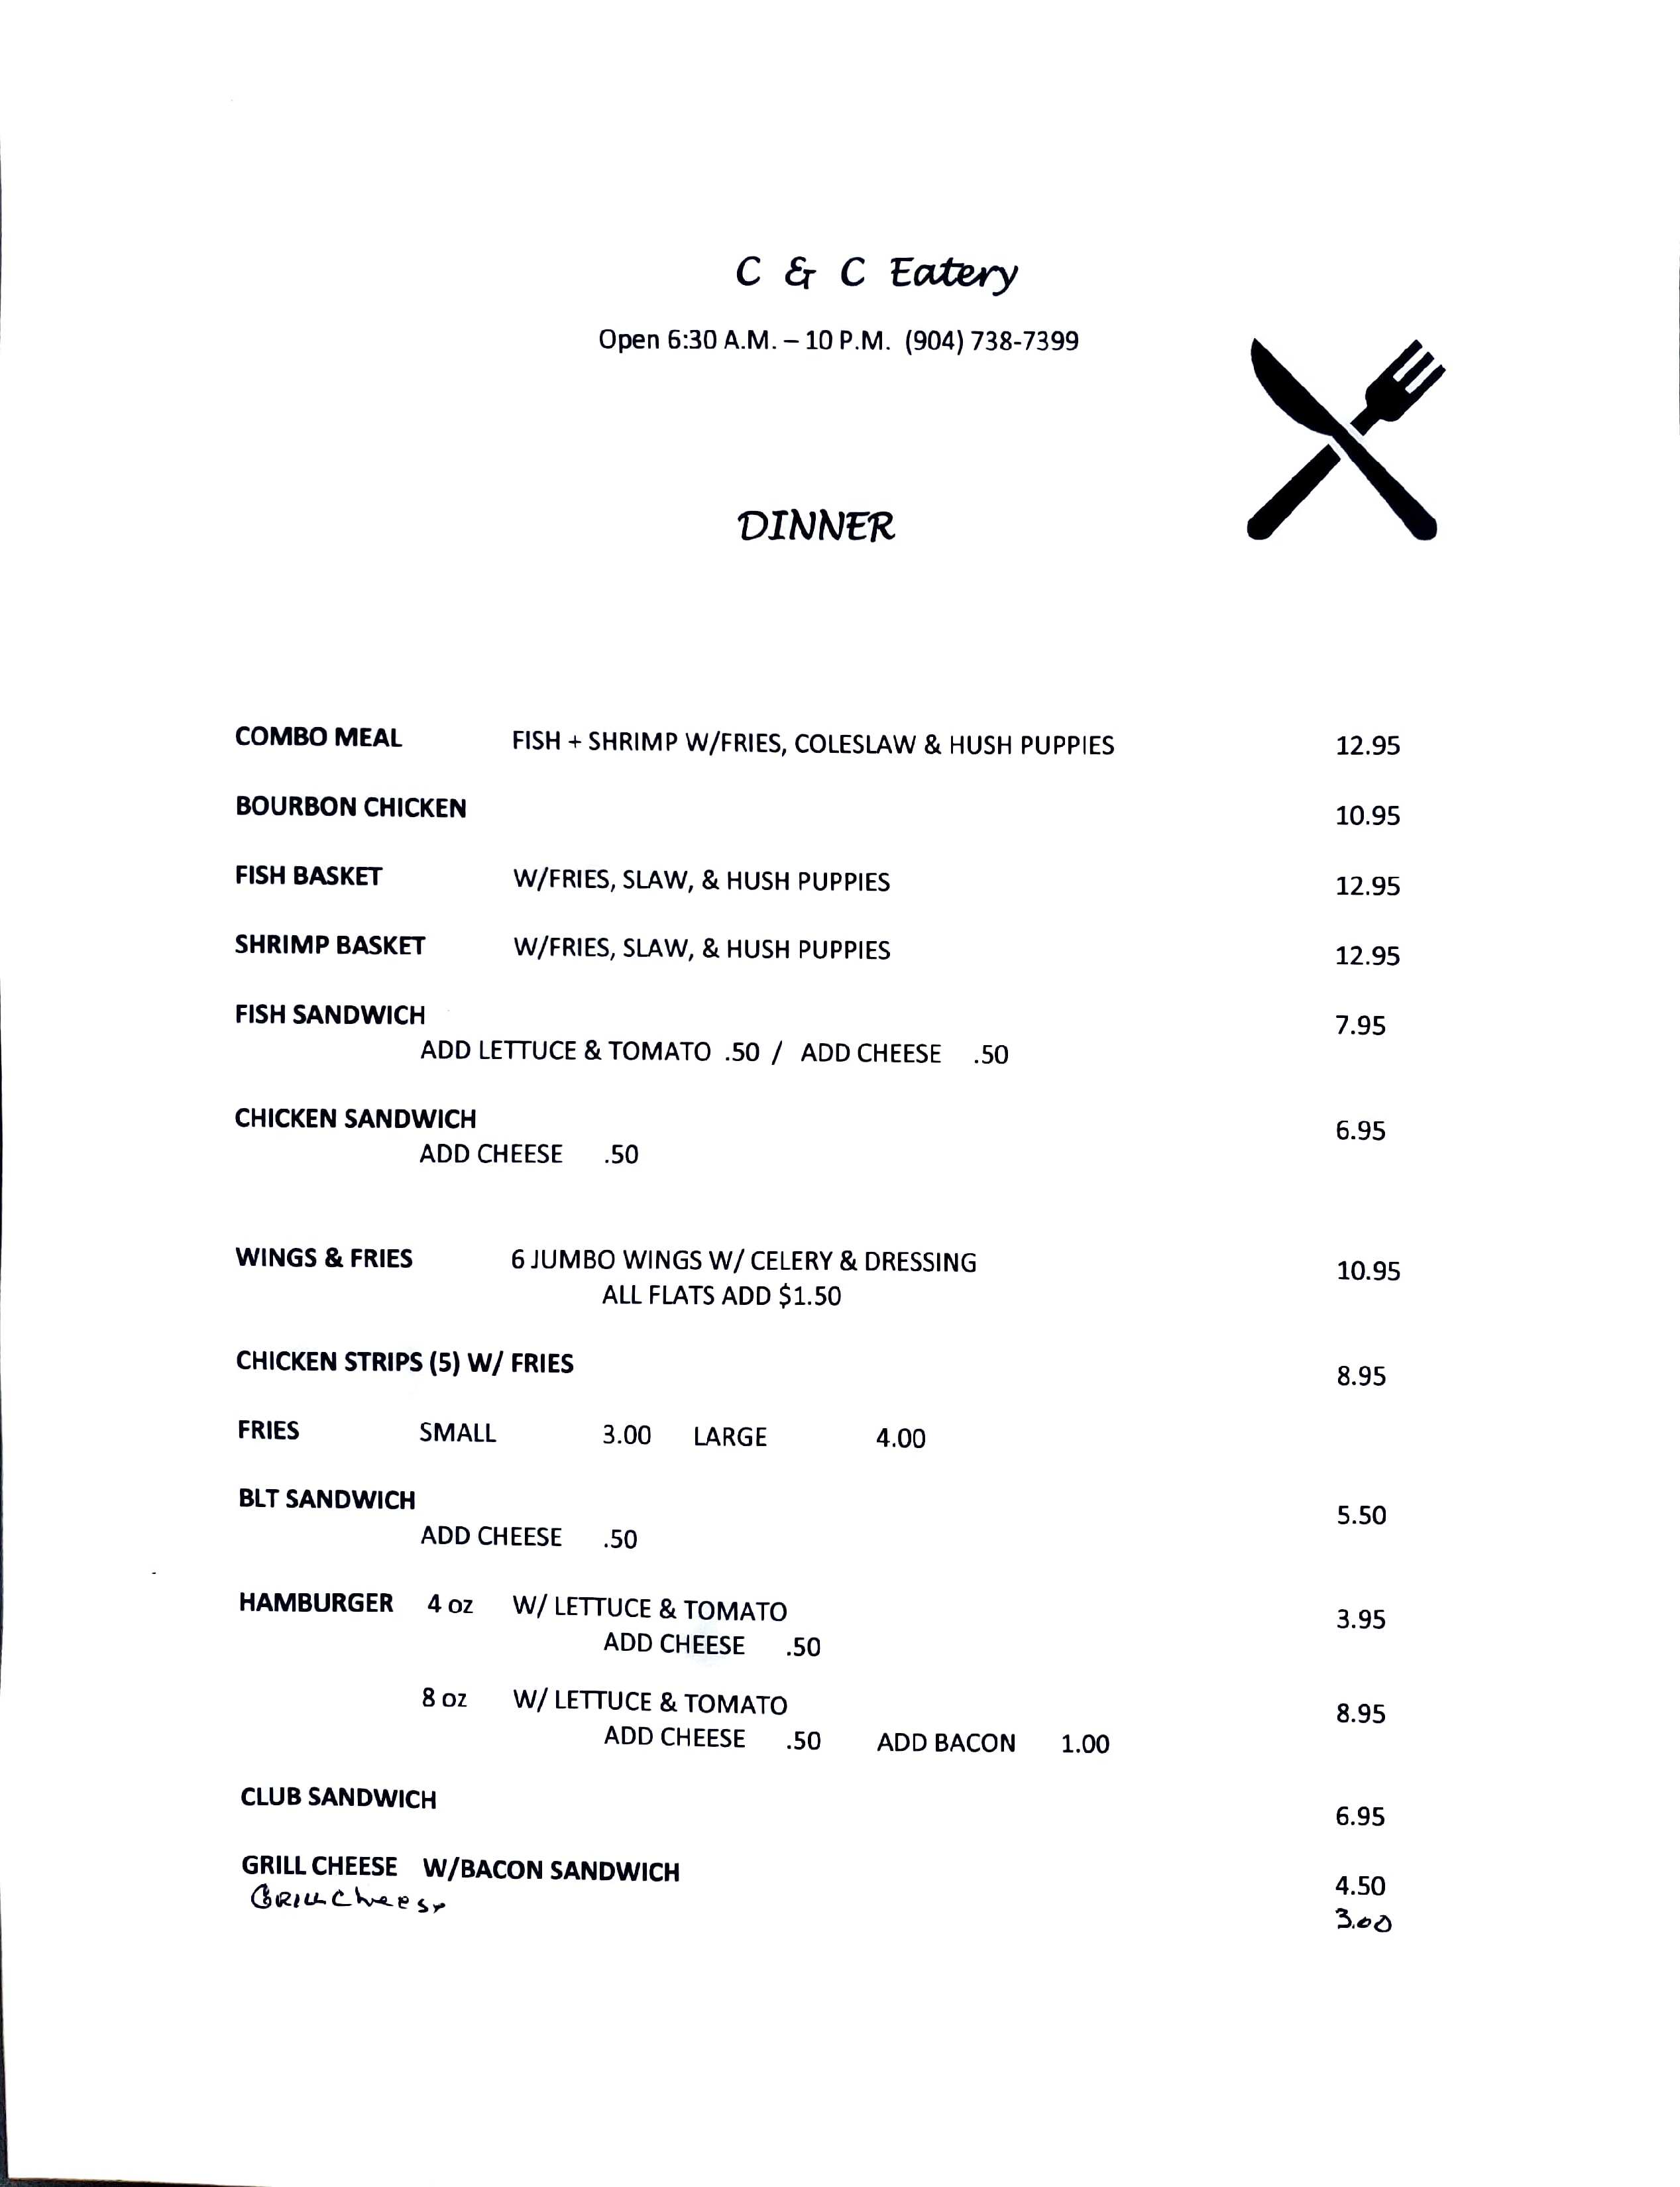 C & C Eatery
Open 6:30 A.M. – 10 P.M. (904) 738-7399
DINNER
COMBO MEAL FISH + SHRIMP W/FRIES, COLESLAW & HUSH PUPPIES 12.95
BOURBON CHICKEN 10.95
FISH BASKET W/FRIES, SLAW, & HUSH PUPPIES 12.95
SHRIMP BASKET W/FRIES, SLAW, & HUSH PUPPIES 12.95
FISH SANDWICH 7.95
ADD LETTUCE & TOMATO .50 / ADD CHEESE .50
CHICKEN SANDWICH 6.95
ADD CHEESE .50
WINGS & FRIES 6 JUMBO WINGS W/ CELERY & DRESSING 10.95
ALL FLATS ADD $1.50
CHICKEN STRIPS (5) W/ FRIES 8.95
FRIES SMALL 3.00 LARGE 4.00
BLT SANDWICH 5.50
ADD CHEESE .50
HAMBURGER 4 oz W/ LETTUCE & TOMATO 3.95
ADD CHEESE .50
8 oz W/ LETTUCE & TOMATO 8.95
ADD CHEESE .50 ADD BACON 1.00
CLUB SANDWICH 6.95
GRILL CHEESE W/BACON SANDWICH 4.50
GRILL Cheese 3.00